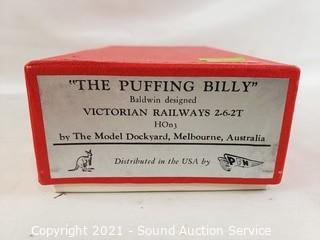 "THE PUFFING BILLY"
Baldwin designed
VICTORIAN RAILWAYS 2-6-2T
HOn3
by The Model Dockyard, Melbourne, Australia
Distributed in the USA by
Copyright 2021 - Sound Auction Service